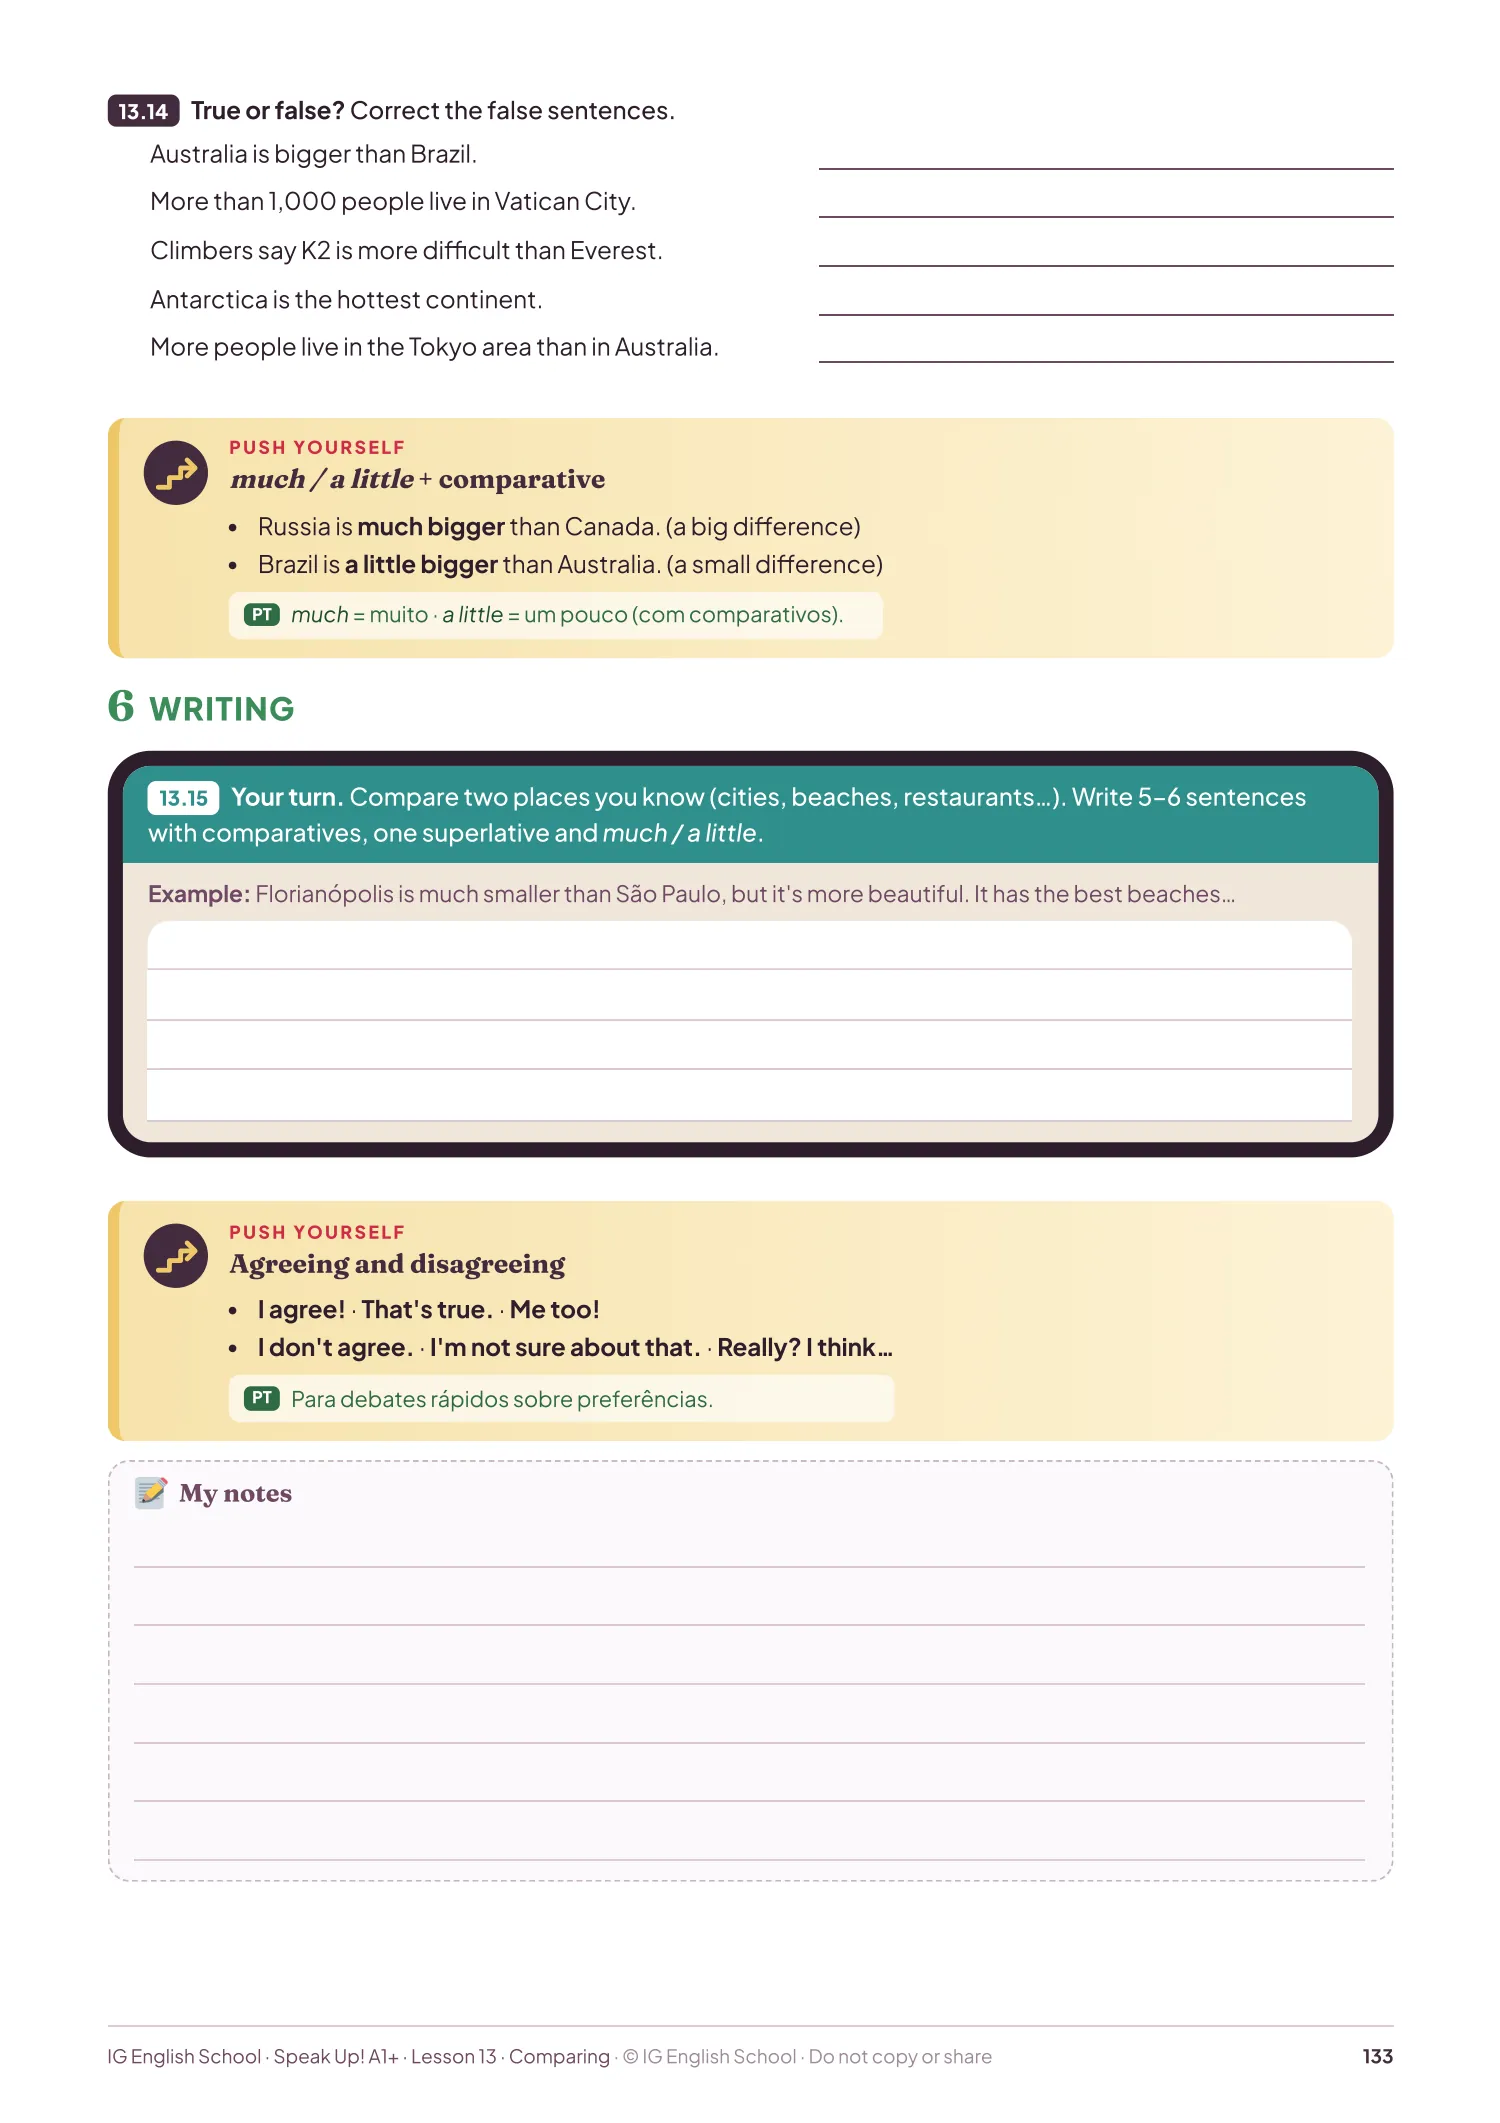 13.14 True or false? Correct the false sentences.
Australia is bigger than Brazil.
More than 1,000 people live in Vatican City.
Climbers say K2 is more difficult than Everest.
Antarctica is the hottest continent.
More people live in the Tokyo area than in Australia.
PUSH YOURSELF
much / a little + comparative
• Russia is much bigger than Canada. (a big difference)
• Brazil is a little bigger than Australia. (a small difference)
PT much = muito · a little = um pouco (com comparativos).
6 WRITING
13.15 Your turn. Compare two places you know (cities, beaches, restaurants…). Write 5–6 sentences
with comparatives, one superlative and much / a little.
Example: Florianópolis is much smaller than São Paulo, but it's more beautiful. It has the best beaches…
PUSH YOURSELF
Agreeing and disagreeing
• I agree! · That's true. · Me too!
• I don't agree. · I'm not sure about that. · Really? I think…
PT Para debates rápidos sobre preferências.
My notes
IG English School · Speak Up! A1+ · Lesson 13 · Comparing · © IG English School · Do not copy or share
133